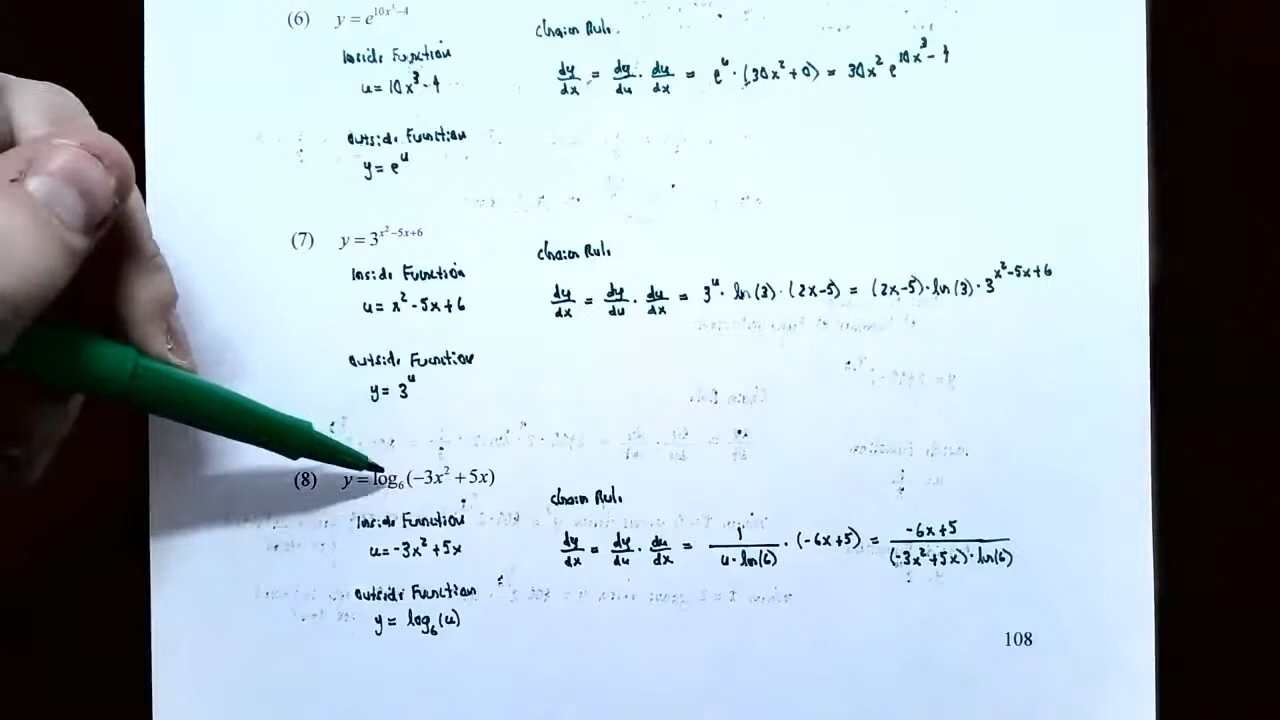 (6) y = e^{10x³-4}
Chain Rule
Inside Function
u = 10x³-4
dy/dx = dy/du · du/dx = e^u · (30x²+0) = 30x² e^{10x³-4}
Outside Function
y = e^u
(7) y = 3^{x²-5x+6}
Chain Rule
Inside Function
u = x²-5x+6
dy/dx = dy/du · du/dx = 3^u · ln(3) · (2x-5) = (2x-5) · ln(3) · 3^{x²-5x+6}
Outside Function
y = 3^u
(8) y = log₆(-3x² + 5x)
Chain Rule
Inside Function
u = -3x² + 5x
dy/dx = dy/du · du/dx = 1/(u·ln(6)) · (-6x+5) = (-6x+5)/((-3x²+5x)·ln(6))
Outside Function
y = log₆(u)
108